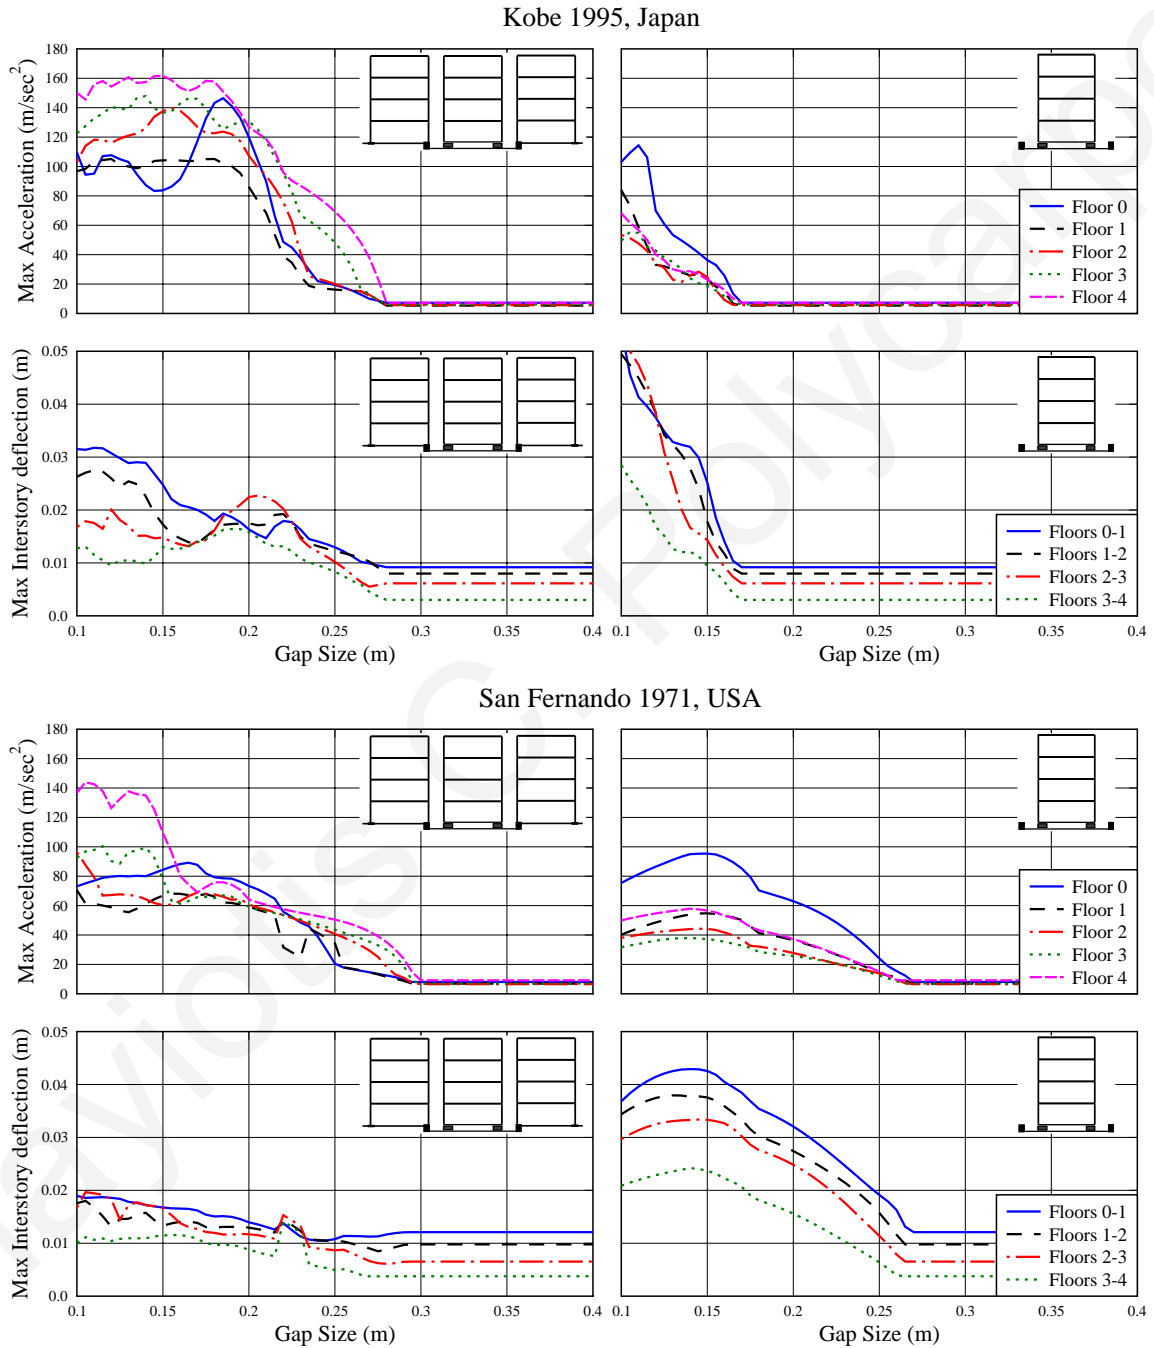 Kobe 1995, Japan
Max Acceleration (m/sec²)
180
160
140
120
100
80
60
40
20
0
Floor 0
Floor 1
Floor 2
Floor 3
Floor 4
Max Interstory deflection (m)
0.05
0.04
0.03
0.02
0.01
0.0
0.1 0.15 0.2 0.25 0.3 0.35 0.4
Gap Size (m)
Floors 0-1
Floors 1-2
Floors 2-3
Floors 3-4
0.1 0.15 0.2 0.25 0.3 0.35 0.4
Gap Size (m)
San Fernando 1971, USA
Max Acceleration (m/sec²)
180
160
140
120
100
80
60
40
20
0
Floor 0
Floor 1
Floor 2
Floor 3
Floor 4
Max Interstory deflection (m)
0.05
0.04
0.03
0.02
0.01
0.0
0.1 0.15 0.2 0.25 0.3 0.35 0.4
Gap Size (m)
Floors 0-1
Floors 1-2
Floors 2-3
Floors 3-4
0.1 0.15 0.2 0.25 0.3 0.35 0.4
Gap Size (m)